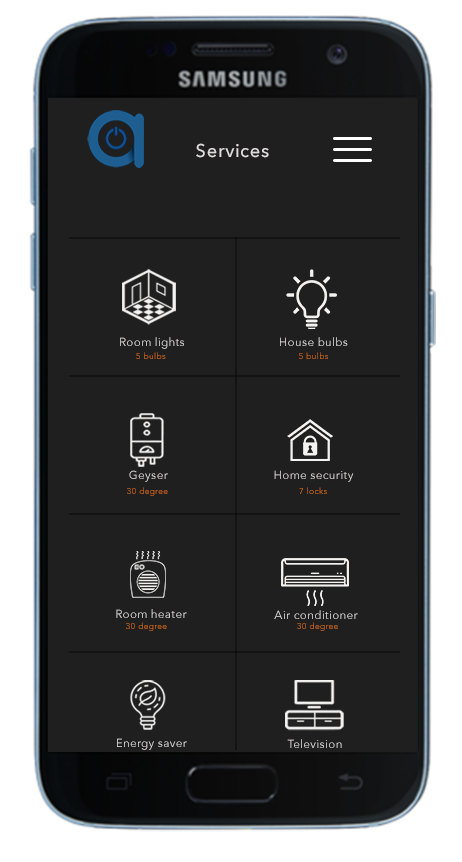 SAMSUNG
Services
Room lights
5 bulbs
House bulbs
5 bulbs
Geyser
30 degree
Home security
7 locks
Room heater
30 degree
Air conditioner
30 degree
Energy saver
Television